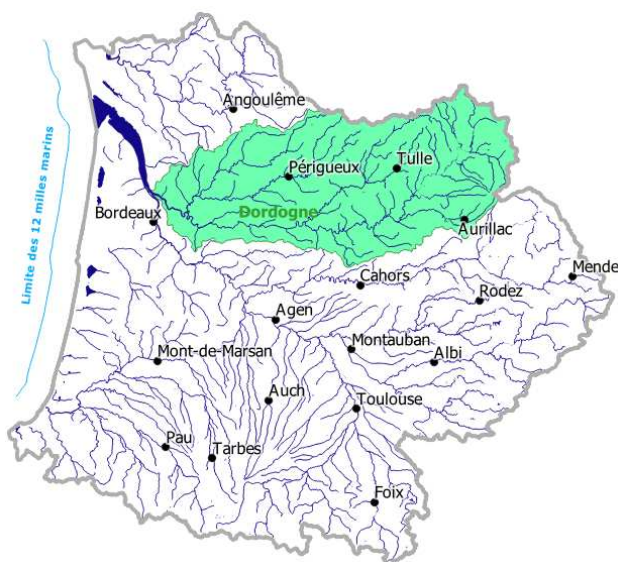 Limite des 12 milles marins
Angoulême
Périgueux
Tulle
Dordogne
Bordeaux
Aurillac
Cahors
Mende
Rodez
Agen
Mont-de-Marsan
Montauban
Albi
Auch
Toulouse
Pau
Tarbes
Foix